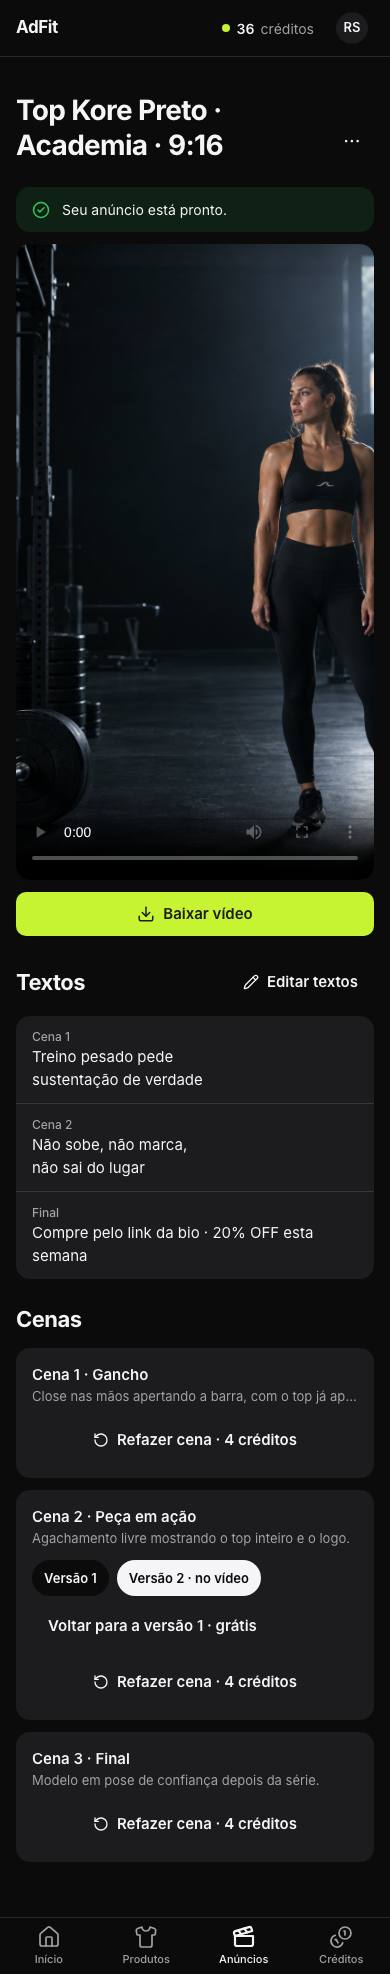 AdFit
36 créditos
RS
Top Kore Preto ·
Academia · 9:16
...
Seu anúncio está pronto.
0:00
Baixar vídeo
Textos
Editar textos
Cena 1
Treino pesado pede
sustentação de verdade
Cena 2
Não sobe, não marca,
não sai do lugar
Final
Compre pelo link da bio · 20% OFF esta
semana
Cenas
Cena 1 · Gancho
Close nas mãos apertando a barra, com o top já ap...
Refazer cena · 4 créditos
Cena 2 · Peça em ação
Agachamento livre mostrando o top inteiro e o logo.
Versão 1
Versão 2 · no vídeo
Voltar para a versão 1 · grátis
Refazer cena · 4 créditos
Cena 3 · Final
Modelo em pose de confiança depois da série.
Refazer cena · 4 créditos
Início
Produtos
Anúncios
Créditos